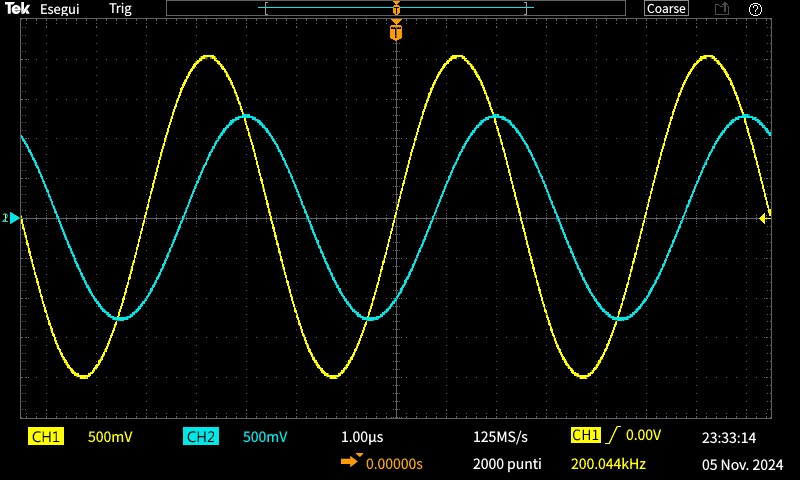 Tek Esegui Trig Coarse ?
T
T
2
CH1 500mV CH2 500mV 1.00µs 125MS/s CH1 0.00V 23:33:14
0.00000s 2000 punti 200.044kHz 05 Nov. 2024